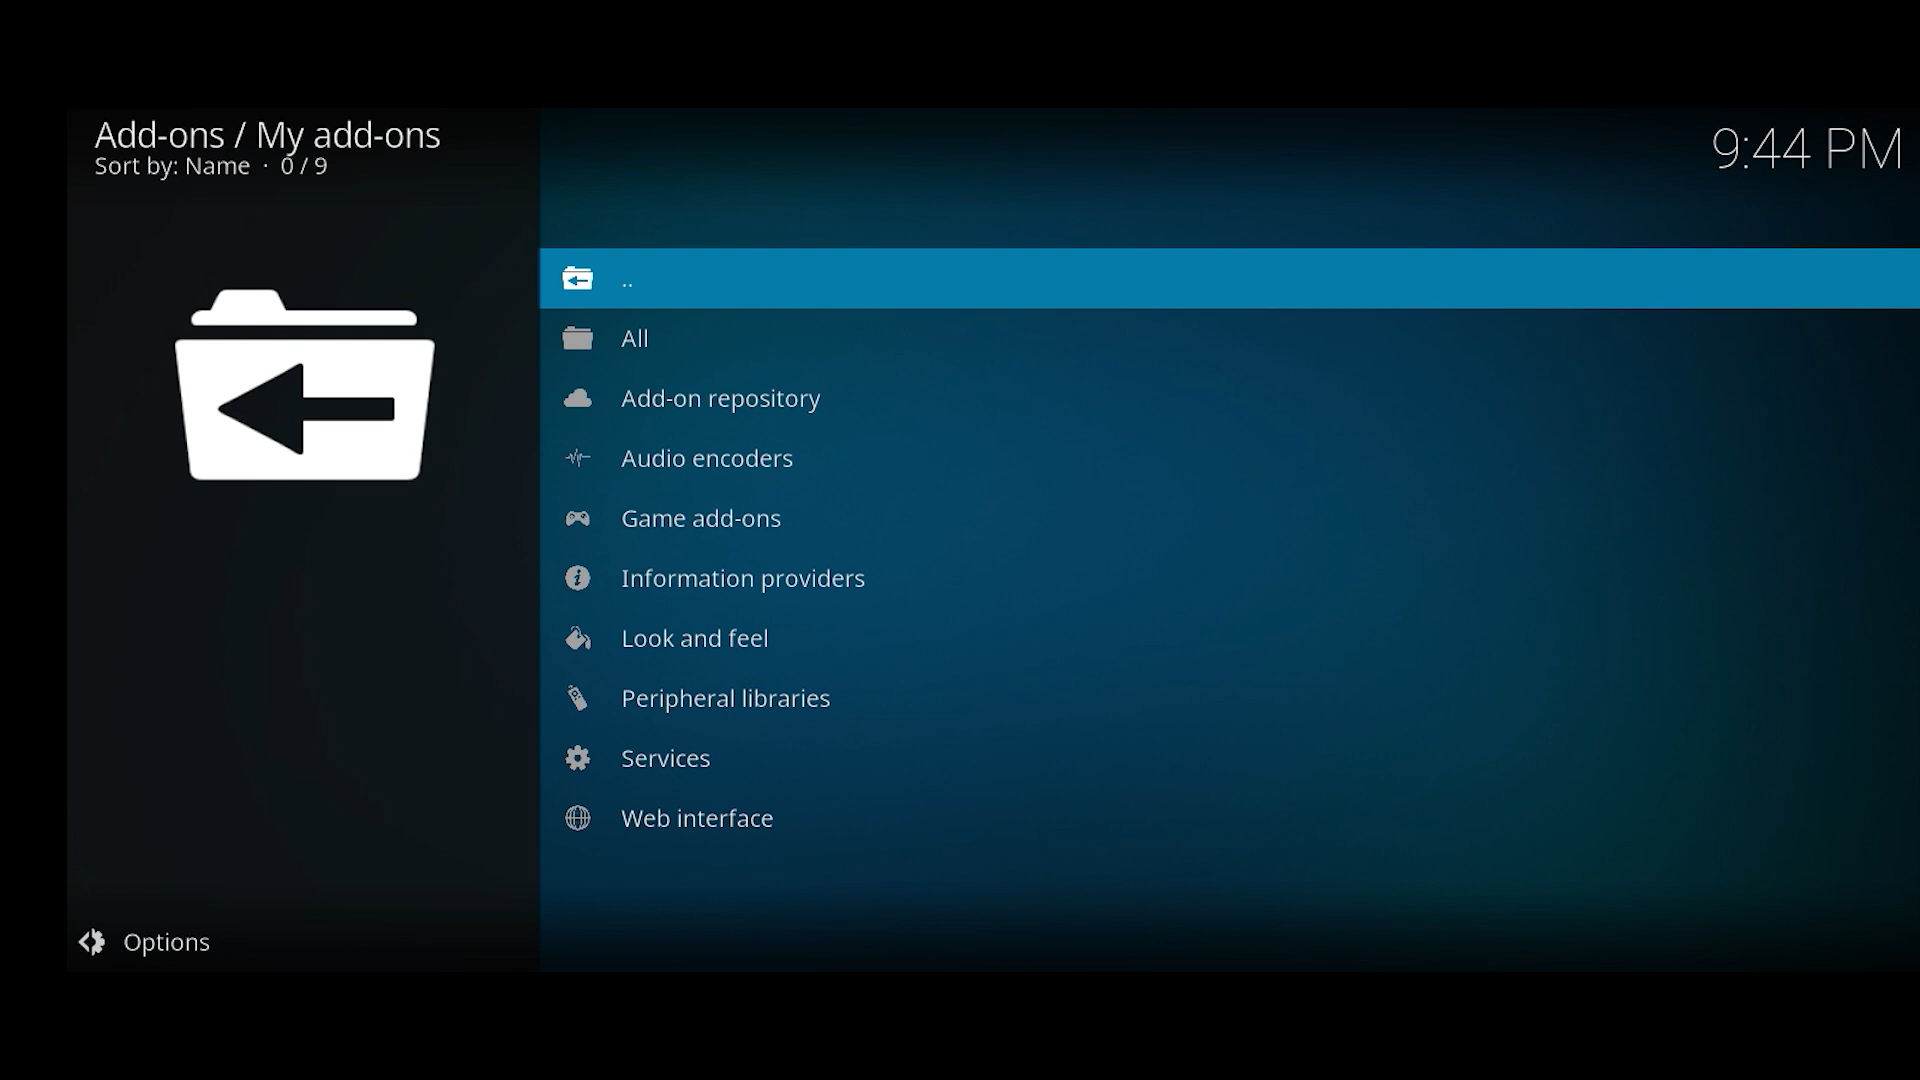 Add-ons / My add-ons
Sort by: Name · 0 / 9
9:44 PM
..
All
Add-on repository
Audio encoders
Game add-ons
Information providers
Look and feel
Peripheral libraries
Services
Web interface
Options